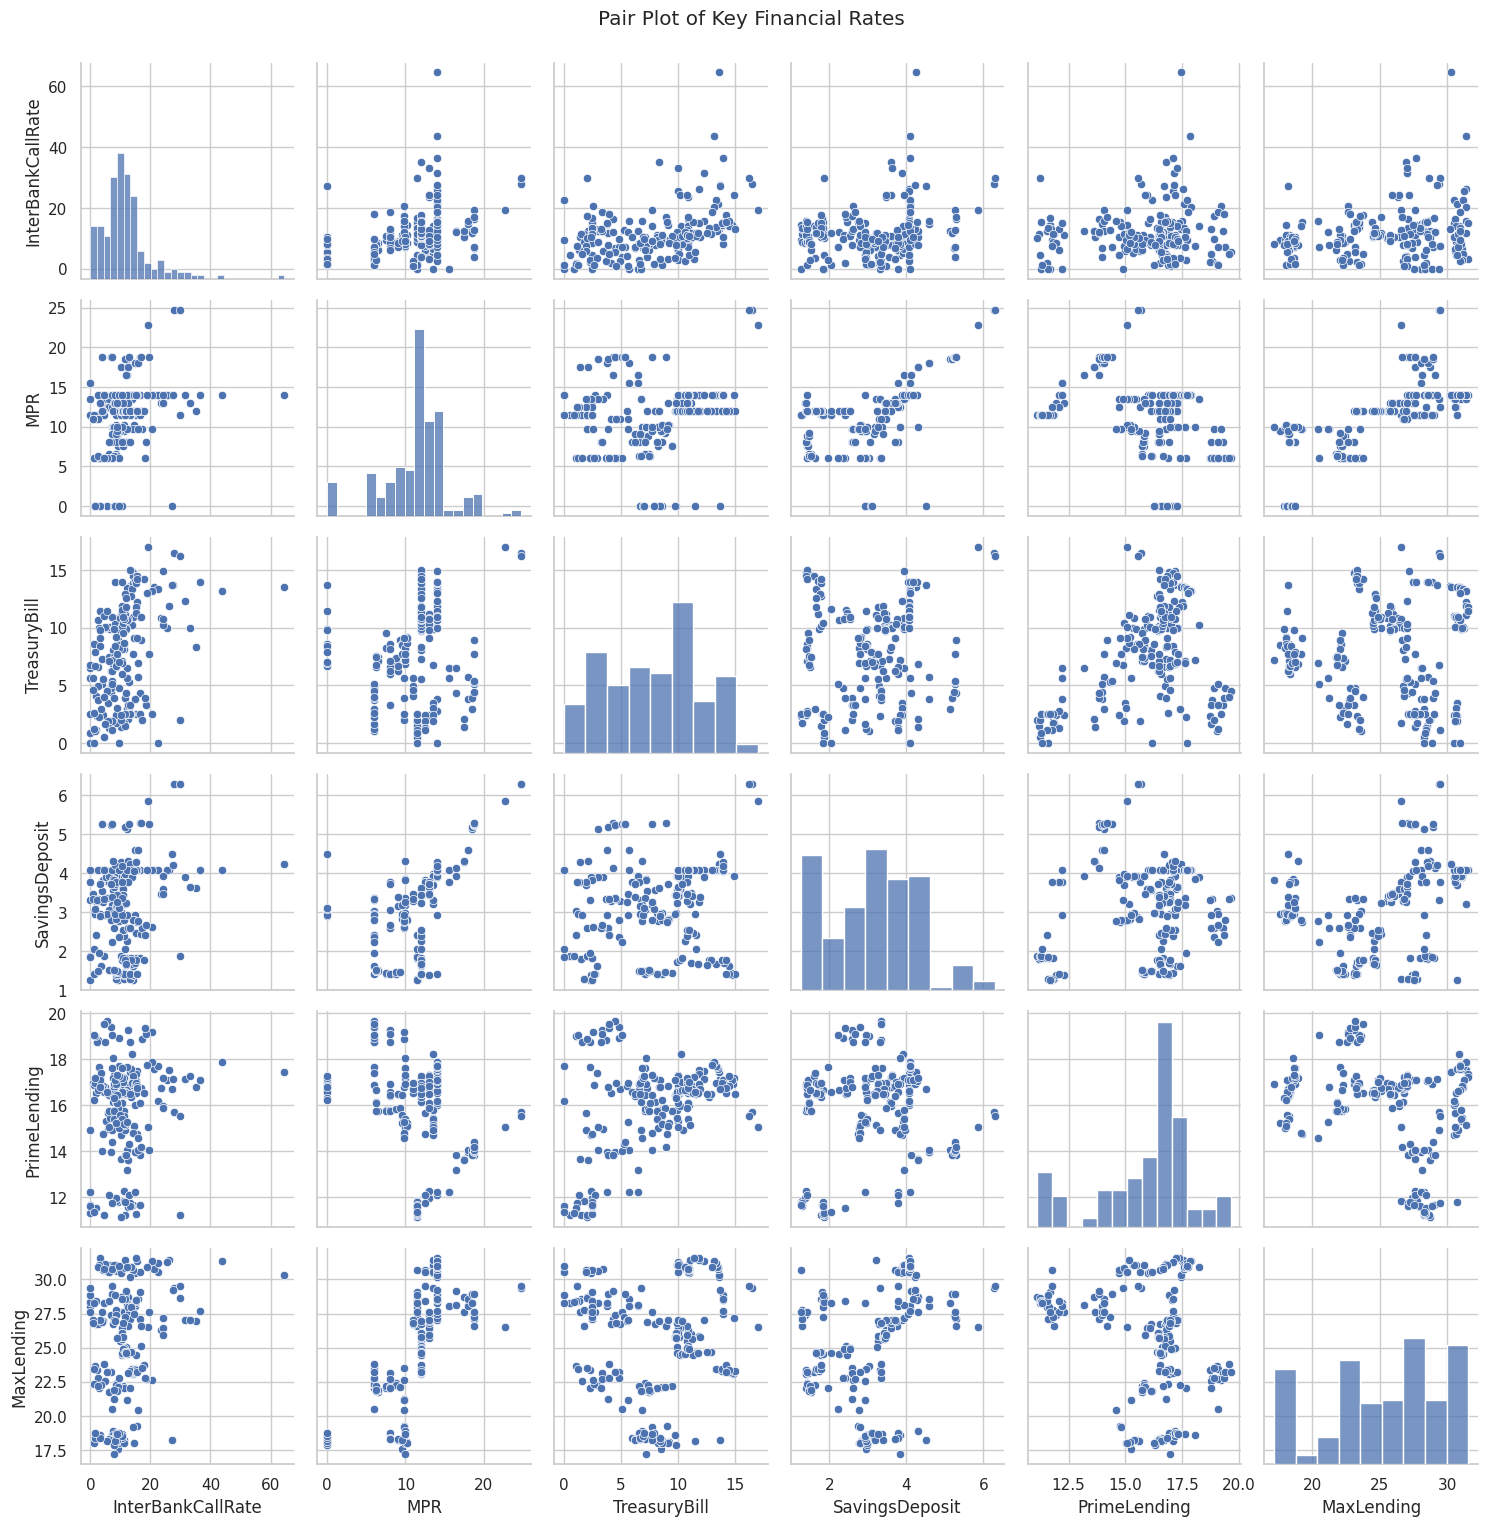 Pair Plot of Key Financial Rates
InterBankCallRate
60
40
20
0
MPR
25
20
15
10
5
0
TreasuryBill
15
10
5
0
SavingsDeposit
6
5
4
3
2
1
PrimeLending
20
18
16
14
12
MaxLending
30.0
27.5
25.0
22.5
20.0
17.5
0 20 40 60
0 10 20
0 5 10 15
2 4 6
12.5 15.0 17.5 20.0
20 25 30
InterBankCallRate
MPR
TreasuryBill
SavingsDeposit
PrimeLending
MaxLending